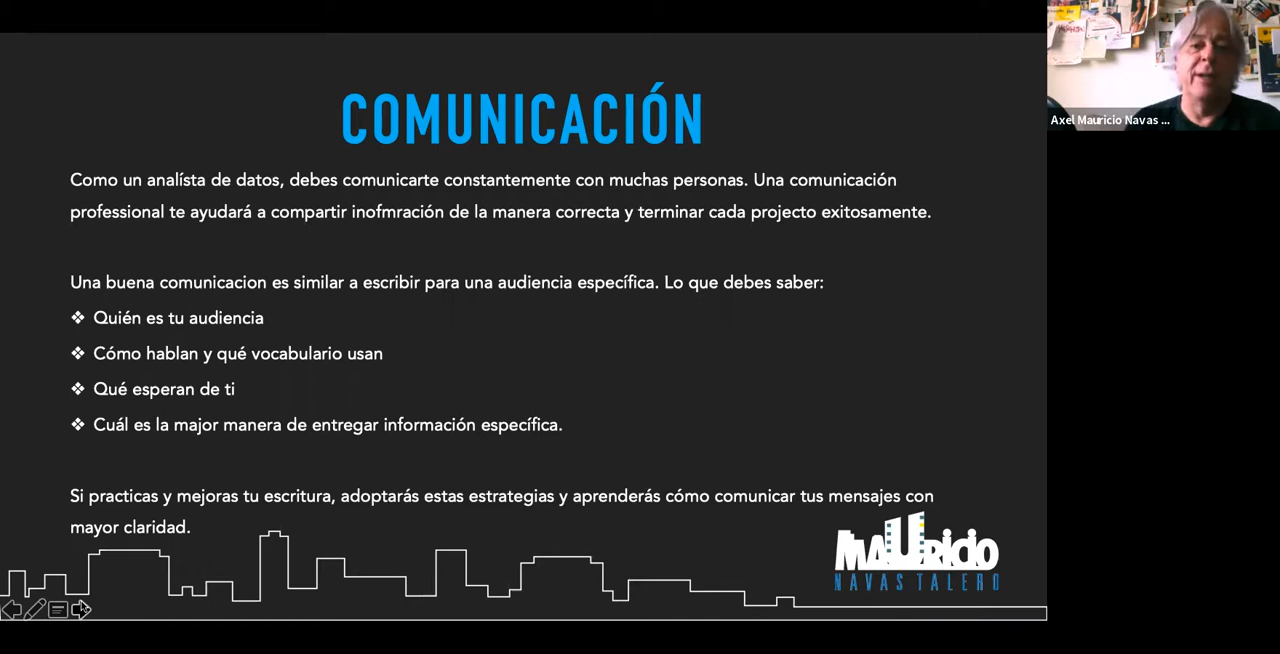 COMUNICACIÓN
Como un analísta de datos, debes comunicarte constantemente con muchas personas. Una comunicación
professional te ayudará a compartir inofmración de la manera correcta y terminar cada projecto exitosamente.
Una buena comunicacion es similar a escribir para una audiencia específica. Lo que debes saber:
❖ Quién es tu audiencia
❖ Cómo hablan y qué vocabulario usan
❖ Qué esperan de ti
❖ Cuál es la major manera de entregar información específica.
Si practicas y mejoras tu escritura, adoptarás estas estrategias y aprenderás cómo comunicar tus mensajes con
mayor claridad.
MAURICIO
NAVAS TALERO
Axel Mauricio Navas ...